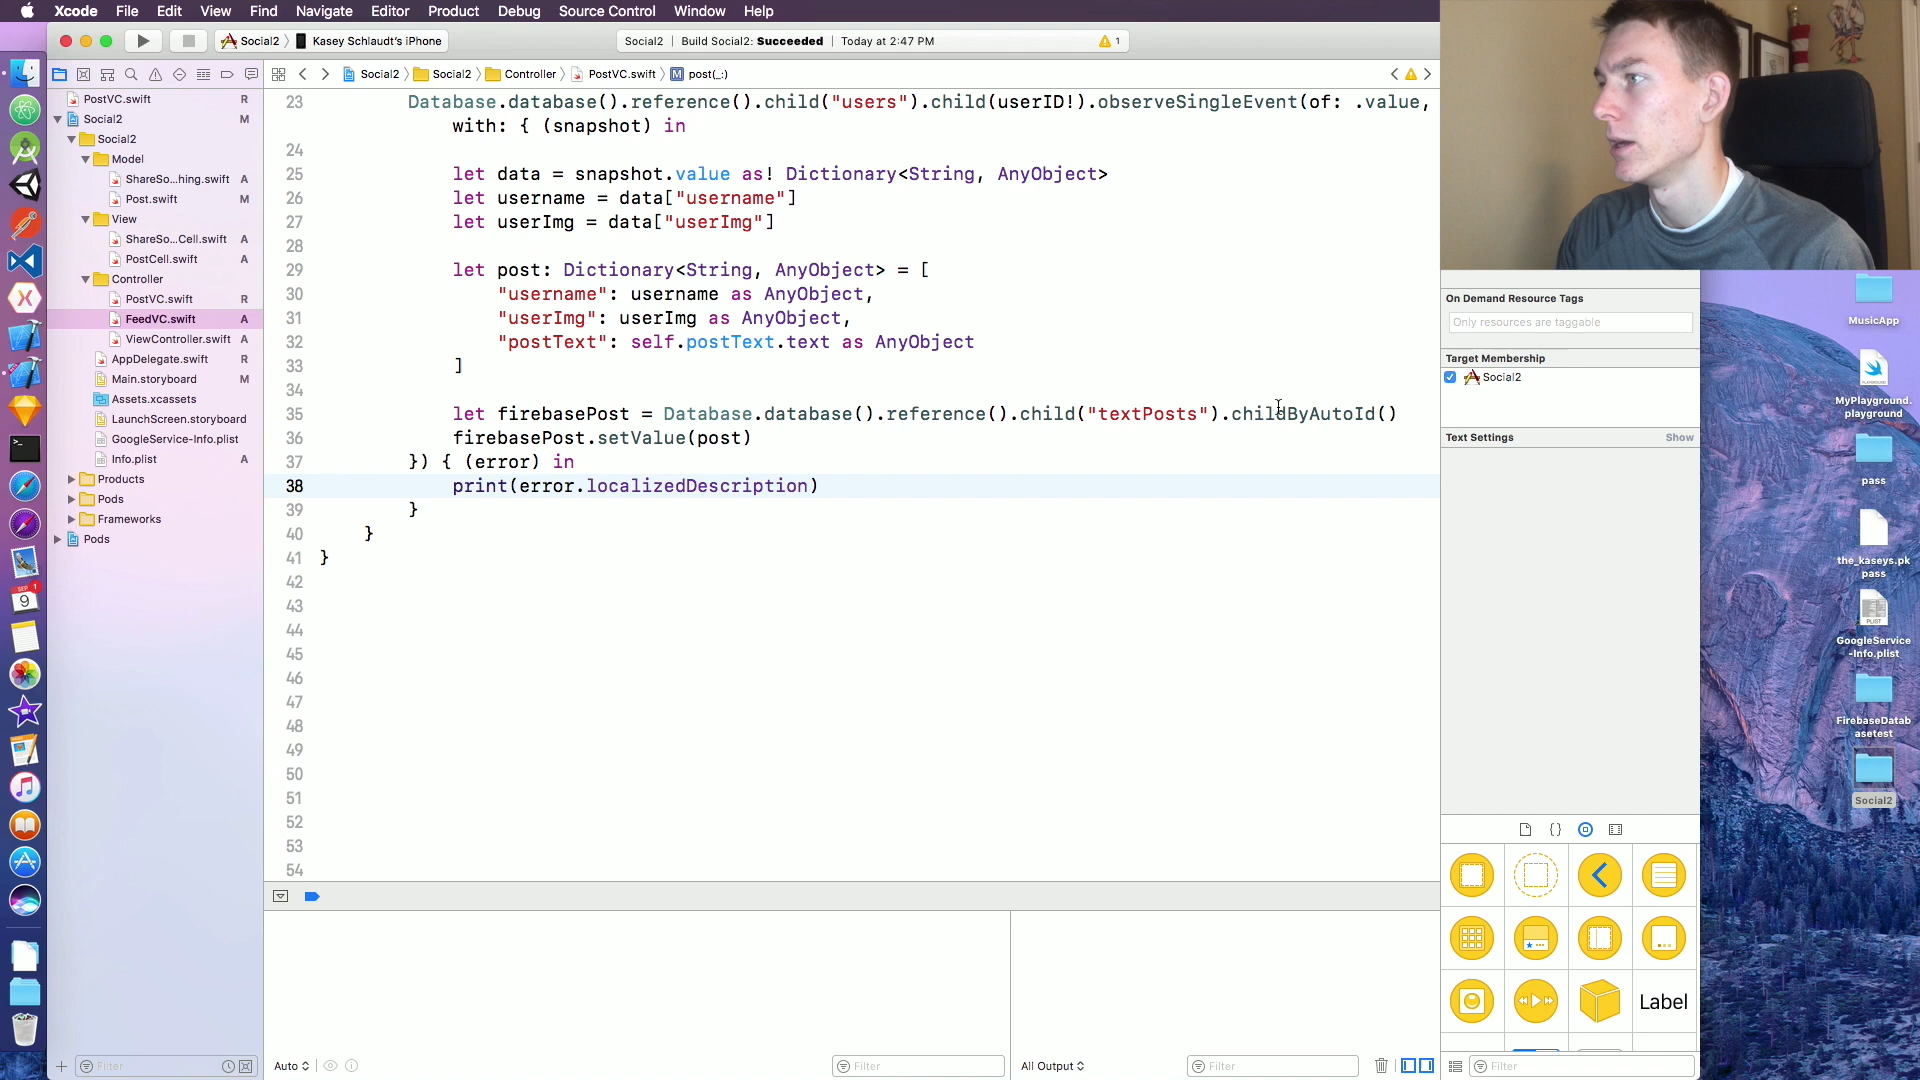 Xcode File Edit View Find Navigate Editor Product Debug Source Control Window Help
Social2 Kasey Schlaudt's iPhone
Social2 | Build Social2: Succeeded | Today at 2:47 PM
1
Social2 Social2 Controller PostVC.swift M post(_:)
PostVC.swift R
Social2 M
Social2
Model
ShareSo...hing.swift A
Post.swift M
View
ShareSo...Cell.swift A
PostCell.swift A
Controller
PostVC.swift R
FeedVC.swift A
ViewController.swift A
AppDelegate.swift R
Main.storyboard M
Assets.xcassets
LaunchScreen.storyboard
GoogleService-Info.plist
Info.plist A
Products
Pods
Frameworks
Pods
Filter
23 Database.database().reference().child("users").child(userID!).observeSingleEvent(of: .value,
with: { (snapshot) in
24
25 let data = snapshot.value as! Dictionary<String, AnyObject>
26 let username = data["username"]
27 let userImg = data["userImg"]
28
29 let post: Dictionary<String, AnyObject> = [
30 "username": username as AnyObject,
31 "userImg": userImg as AnyObject,
32 "postText": self.postText.text as AnyObject
33 ]
34
35 let firebasePost = Database.database().reference().child("textPosts").childByAutoId()
36 firebasePost.setValue(post)
37 }) { (error) in
38 print(error.localizedDescription)
39 }
40 }
41 }
42
43
44
45
46
47
48
49
50
51
52
53
54
Auto
Filter
All Output
Filter
On Demand Resource Tags
Only resources are taggable
Target Membership
Social2
Text Settings Show
Label
Filter
MusicApp
MyPlayground.
playground
pass
the_kaseys.pk
pass
PLIST
GoogleService
-Info.plist
FirebaseDatab
asetest
Social2
SEP
9
1